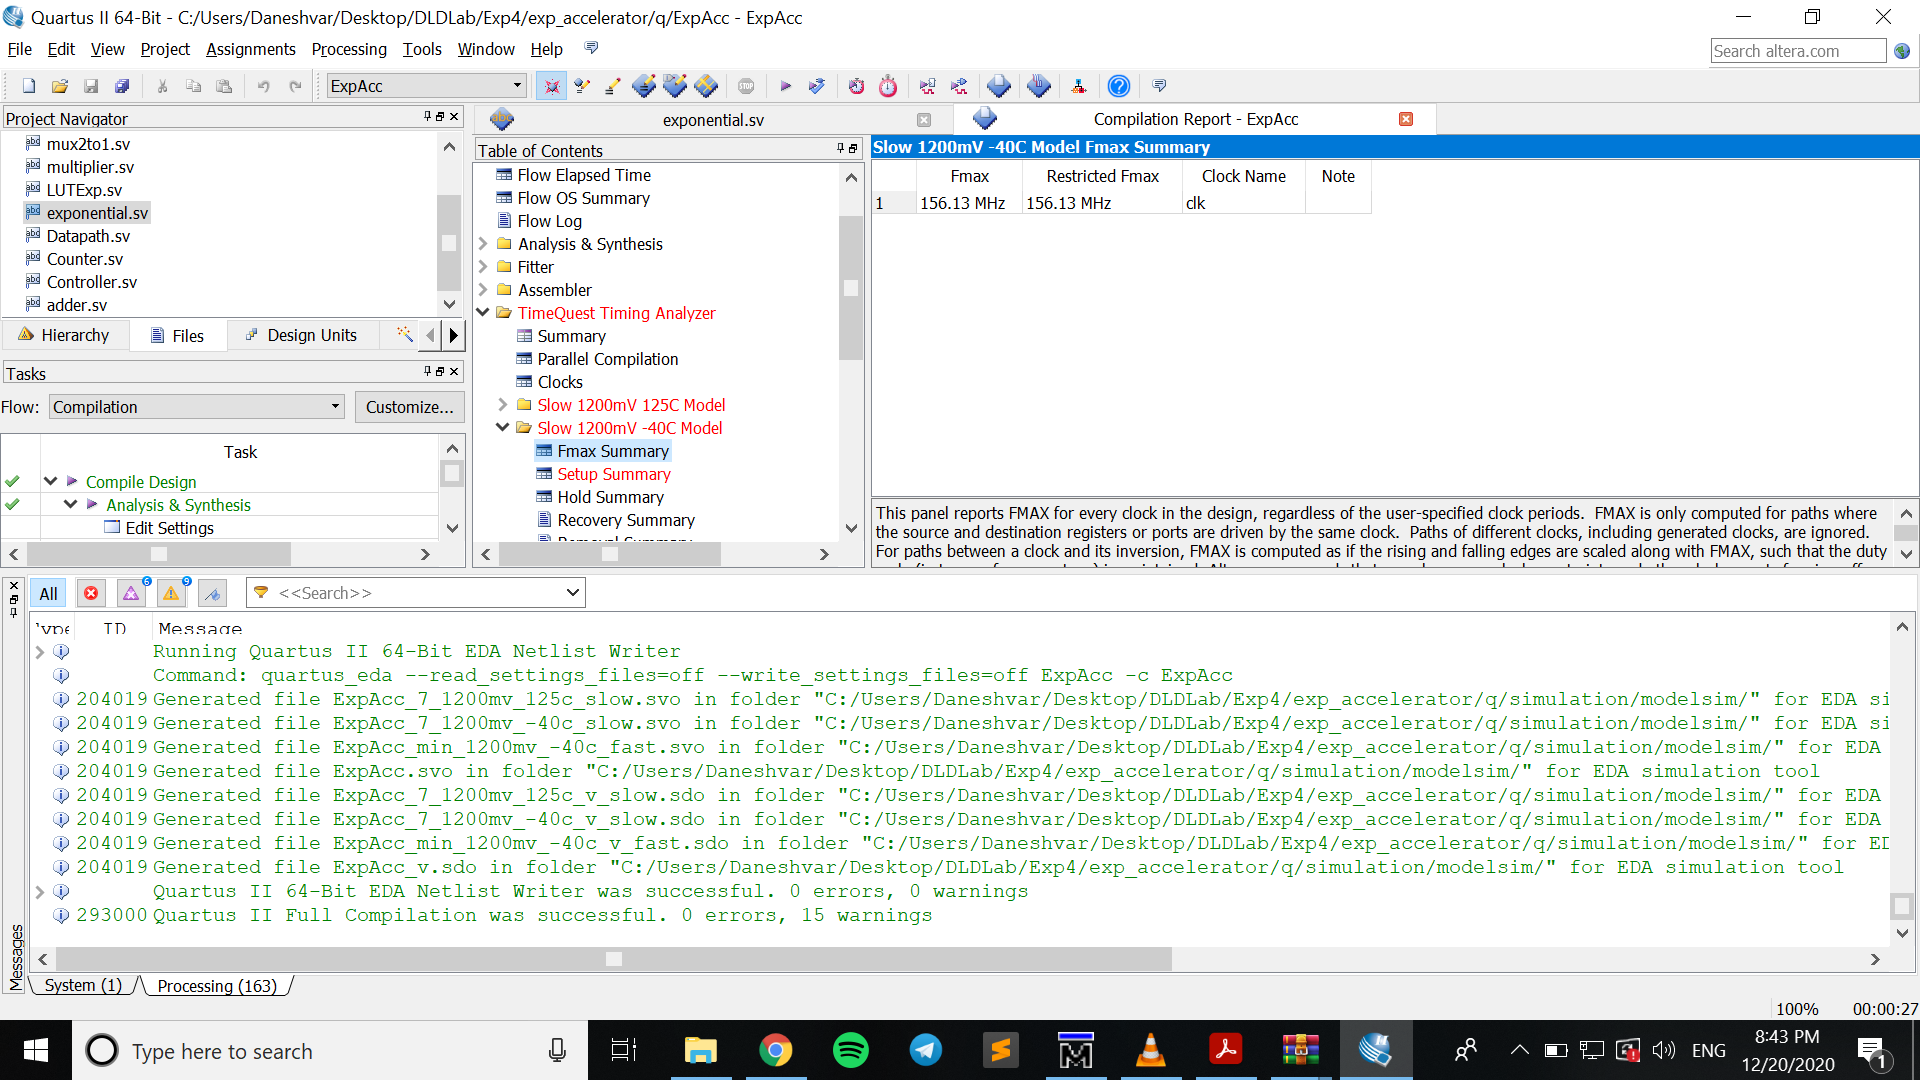 Quartus II 64-Bit - C:/Users/Daneshvar/Desktop/DLDLab/Exp4/exp_accelerator/q/ExpAcc - ExpAcc
File Edit View Project Assignments Processing Tools Window Help
Search altera.com
ExpAcc
Project Navigator
mux2to1.sv
multiplier.sv
LUTExp.sv
exponential.sv
Datapath.sv
Counter.sv
Controller.sv
adder.sv
Hierarchy Files Design Units
Tasks
Flow: Compilation Customize...
Task
Compile Design
Analysis & Synthesis
Edit Settings
exponential.sv
Compilation Report - ExpAcc
Table of Contents
Flow Elapsed Time
Flow OS Summary
Flow Log
Analysis & Synthesis
Fitter
Assembler
TimeQuest Timing Analyzer
Summary
Parallel Compilation
Clocks
Slow 1200mV 125C Model
Slow 1200mV -40C Model
Fmax Summary
Setup Summary
Hold Summary
Recovery Summary
Slow 1200mV -40C Model Fmax Summary
Fmax Restricted Fmax Clock Name Note
1 156.13 MHz 156.13 MHz clk
This panel reports FMAX for every clock in the design, regardless of the user-specified clock periods. FMAX is only computed for paths where
the source and destination registers or ports are driven by the same clock. Paths of different clocks, including generated clocks, are ignored.
For paths between a clock and its inversion, FMAX is computed as if the rising and falling edges are scaled along with FMAX, such that the duty
All 6 9 <<Search>>
ID Message
Running Quartus II 64-Bit EDA Netlist Writer
Command: quartus_eda --read_settings_files=off --write_settings_files=off ExpAcc -c ExpAcc
204019 Generated file ExpAcc_7_1200mv_125c_slow.svo in folder "C:/Users/Daneshvar/Desktop/DLDLab/Exp4/exp_accelerator/q/simulation/modelsim/" for EDA si
204019 Generated file ExpAcc_7_1200mv_-40c_slow.svo in folder "C:/Users/Daneshvar/Desktop/DLDLab/Exp4/exp_accelerator/q/simulation/modelsim/" for EDA si
204019 Generated file ExpAcc_min_1200mv_-40c_fast.svo in folder "C:/Users/Daneshvar/Desktop/DLDLab/Exp4/exp_accelerator/q/simulation/modelsim/" for EDA
204019 Generated file ExpAcc.svo in folder "C:/Users/Daneshvar/Desktop/DLDLab/Exp4/exp_accelerator/q/simulation/modelsim/" for EDA simulation tool
204019 Generated file ExpAcc_7_1200mv_125c_v_slow.sdo in folder "C:/Users/Daneshvar/Desktop/DLDLab/Exp4/exp_accelerator/q/simulation/modelsim/" for EDA
204019 Generated file ExpAcc_7_1200mv_-40c_v_slow.sdo in folder "C:/Users/Daneshvar/Desktop/DLDLab/Exp4/exp_accelerator/q/simulation/modelsim/" for EDA
204019 Generated file ExpAcc_min_1200mv_-40c_v_fast.sdo in folder "C:/Users/Daneshvar/Desktop/DLDLab/Exp4/exp_accelerator/q/simulation/modelsim/" for ED
204019 Generated file ExpAcc_v.sdo in folder "C:/Users/Daneshvar/Desktop/DLDLab/Exp4/exp_accelerator/q/simulation/modelsim/" for EDA simulation tool
Quartus II 64-Bit EDA Netlist Writer was successful. 0 errors, 0 warnings
293000 Quartus II Full Compilation was successful. 0 errors, 15 warnings
Messages
System (1) Processing (163)
100% 00:00:27
Type here to search
ENG
8:43 PM
12/20/2020
1